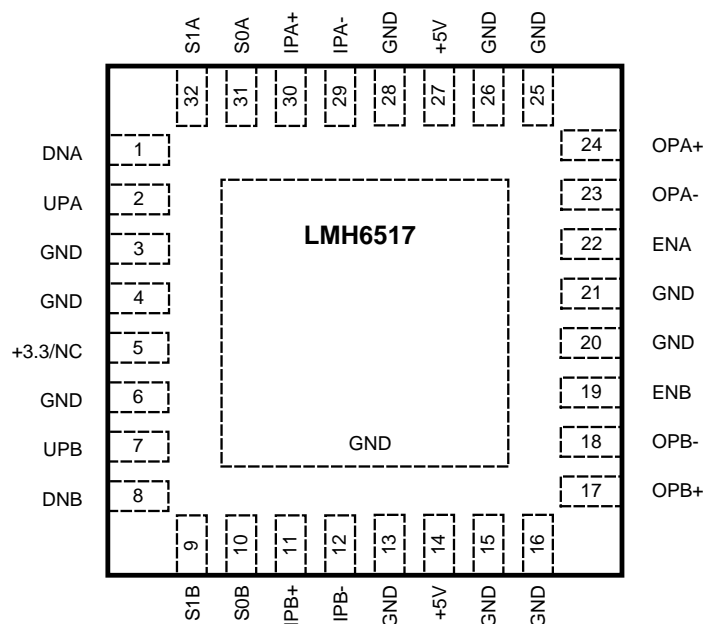 S1A S0A IPA+ IPA- GND +5V GND GND
32 31 30 29 28 27 26 25
DNA 1 24 OPA+
UPA 2 23 OPA-
LMH6517
GND 3 22 ENA
GND 4 21 GND
+3.3/NC 5 20 GND
GND 6 19 ENB
UPB 7 GND 18 OPB-
DNB 8 17 OPB+
9 10 11 12 13 14 15 16
S1B S0B IPB+ IPB- GND +5V GND GND